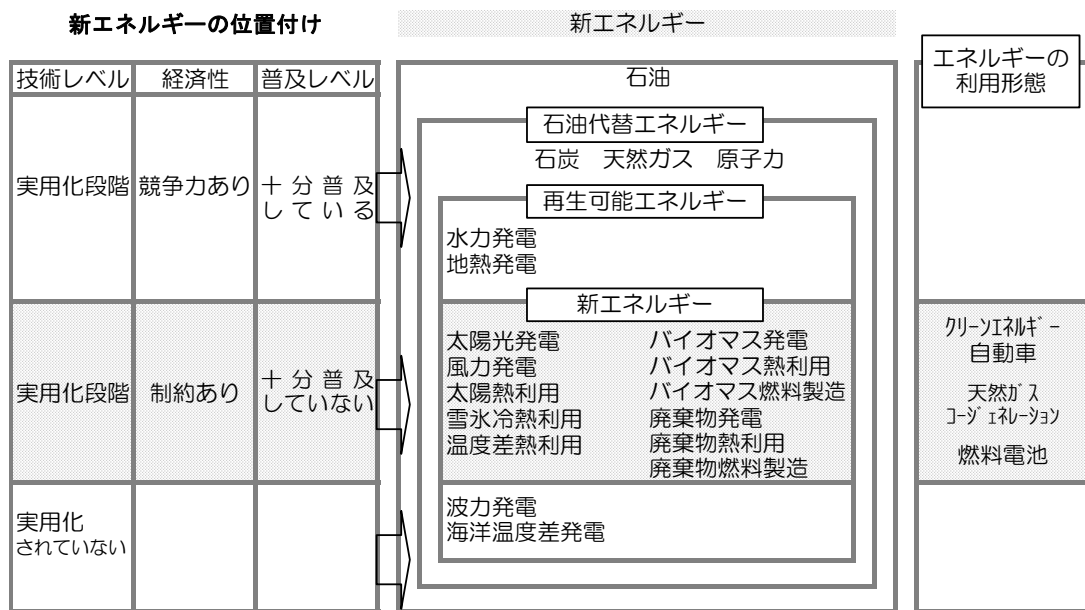 新エネルギーの位置付け
新エネルギー
技術レベル 経済性 普及レベル
実用化段階 競争力あり 十分普及
している
実用化段階 制約あり 十分普及
していない
実用化
されていない
石油
石油代替エネルギー
石炭 天然ガス 原子力
再生可能エネルギー
水力発電
地熱発電
新エネルギー
太陽光発電
風力発電
太陽熱利用
雪氷冷熱利用
温度差熱利用
バイオマス発電
バイオマス熱利用
バイオマス燃料製造
廃棄物発電
廃棄物熱利用
廃棄物燃料製造
波力発電
海洋温度差発電
エネルギーの
利用形態
ｸﾘｰﾝｴﾈﾙｷﾞｰ
自動車
天然ｶﾞｽ
ｺｰｼﾞｪﾈﾚｰｼｮﾝ
燃料電池